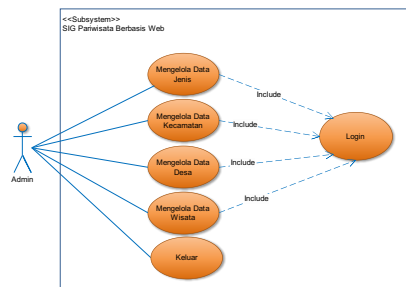 <<Subsystem>>
SIG Pariwisata Berbasis Web
Mengelola Data
Jenis
Include
Mengelola Data
Kecamatan
Include
Login
Admin
Mengelola Data
Desa
Include
Mengelola Data
Wisata
Include
Keluar